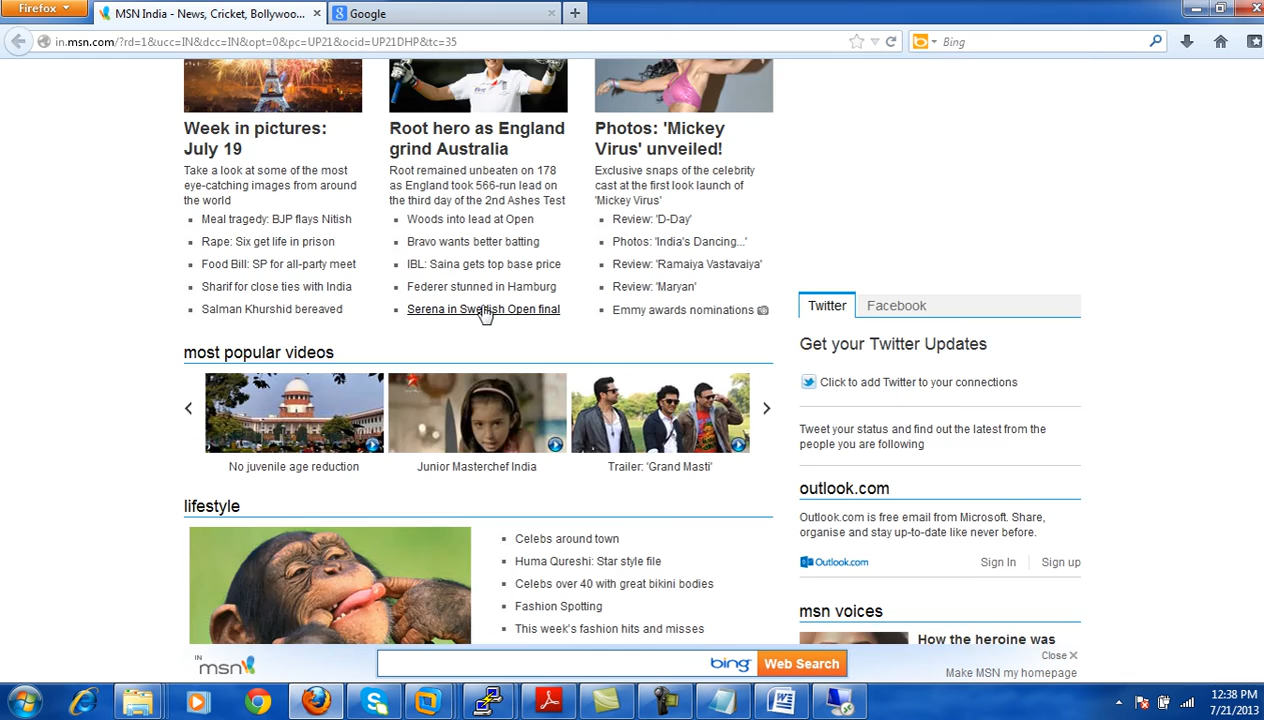 Firefox
MSN India - News, Cricket, Bollywoo...
Google
in.msn.com/?rd=1&ucc=IN&dcc=IN&opt=0&pc=UP21&ocid=UP21DHP&tc=35
Bing
Week in pictures:
July 19
Take a look at some of the most
eye-catching images from around
the world
Meal tragedy: BJP flays Nitish
Rape: Six get life in prison
Food Bill: SP for all-party meet
Sharif for close ties with India
Salman Khurshid bereaved
Root hero as England
grind Australia
Root remained unbeaten on 178
as England took 566-run lead on
the third day of the 2nd Ashes Test
Woods into lead at Open
Bravo wants better batting
IBL: Saina gets top base price
Federer stunned in Hamburg
Serena in Swedish Open final
Photos: 'Mickey
Virus' unveiled!
Exclusive snaps of the celebrity
cast at the first look launch of
'Mickey Virus'
Review: 'D-Day'
Photos: 'India's Dancing...'
Review: 'Ramaiya Vastavaiya'
Review: 'Maryan'
Emmy awards nominations
Twitter
Facebook
Get your Twitter Updates
Click to add Twitter to your connections
Tweet your status and find out the latest from the
people you are following
most popular videos
No juvenile age reduction
Junior Masterchef India
Trailer: 'Grand Masti'
outlook.com
Outlook.com is free email from Microsoft. Share,
organise and stay up-to-date like never before.
Outlook.com
Sign In
Sign up
lifestyle
Celebs around town
Huma Qureshi: Star style file
Celebs over 40 with great bikini bodies
Fashion Spotting
This week's fashion hits and misses
msn voices
How the heroine was
IN
msn
bing
Web Search
Close
Make MSN my homepage
12:38 PM
7/21/2013